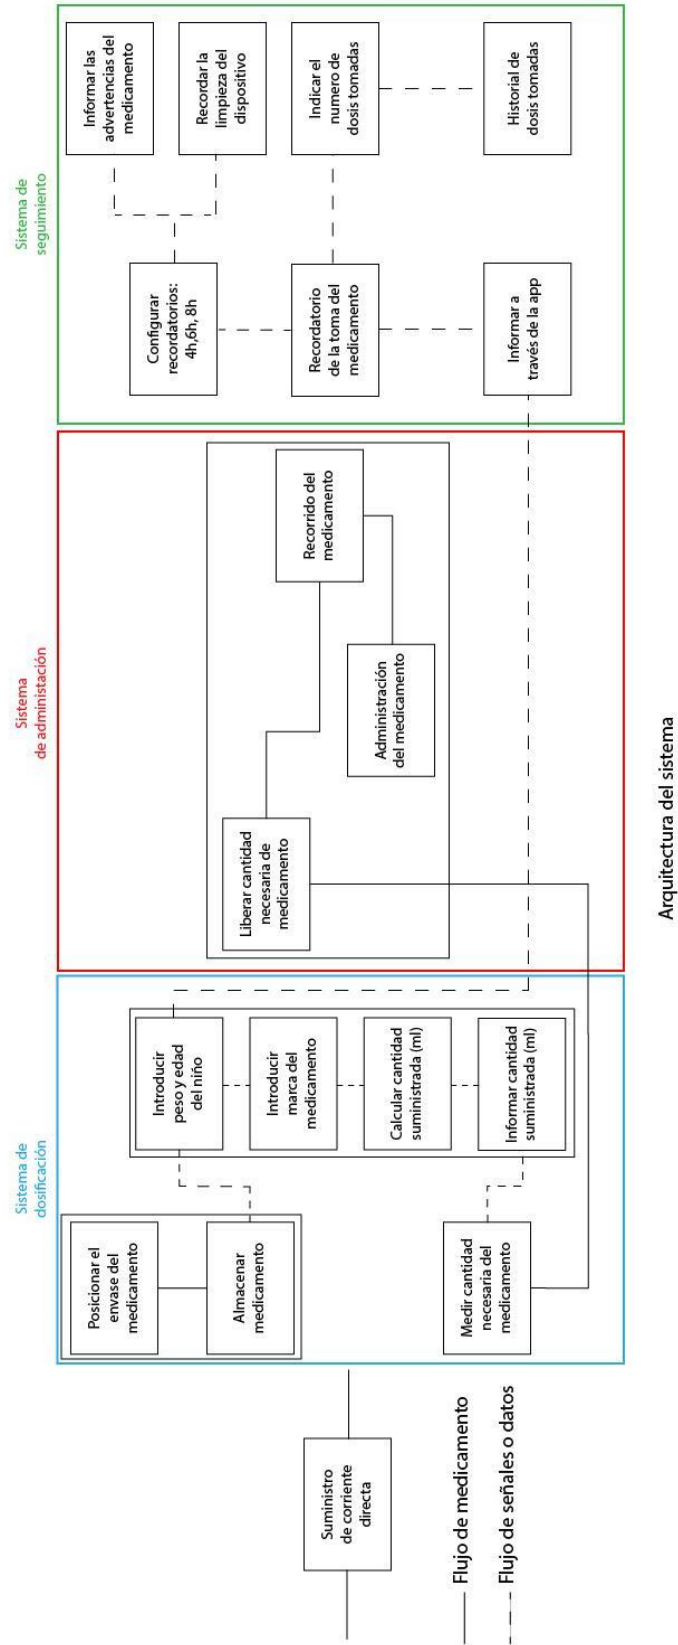 Sistema de
dosificación
Sistema
de administación
Sistema de
seguimiento
Suministro
de corriente
directa
Posicionar el
envase del
medicamento
Almacenar
medicamento
Medir cantidad
necesaria del
medicamento
Introducir
peso y edad
del niño
Introducir
marca del
medicamento
Calcular cantidad
suministrada (ml)
Informar cantidad
suministrada (ml)
Liberar cantidad
necesaria de
medicamento
Administración
del medicamento
Recorrido del
medicamento
Configurar
recordatorios:
4h,6h, 8h
Recordatorio
de la toma del
medicamento
Informar a
través de la app
Informar las
advertencias del
medicamento
Recordar la
limpieza del
dispositivo
Indicar el
numero de
dosis tomadas
Historial de
dosis tomadas
Flujo de medicamento
Flujo de señales o datos
Arquitectura del sistema